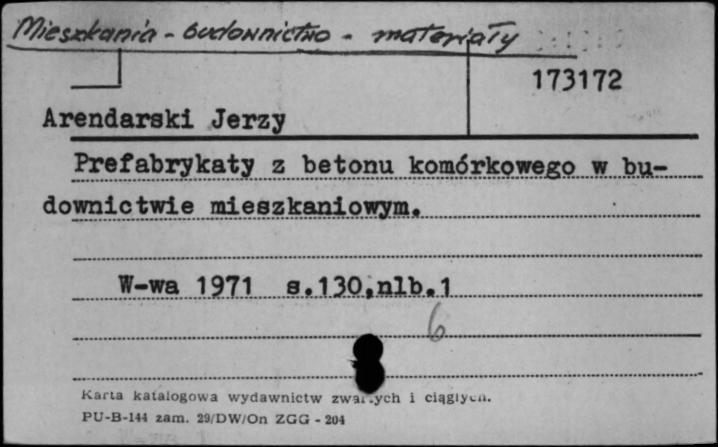 Mieszkania - budownictwo - materiały
173172
Arendarski Jerzy
Prefabrykaty z betonu komórkowego w bu-
downictwie mieszkaniowym.
W-wa 1971 s.130,nlb.1
6
Karta katalogowa wydawnictw zwartych i ciągłych.
PU-B-144 zam. 29/DW/On ZGG - 204